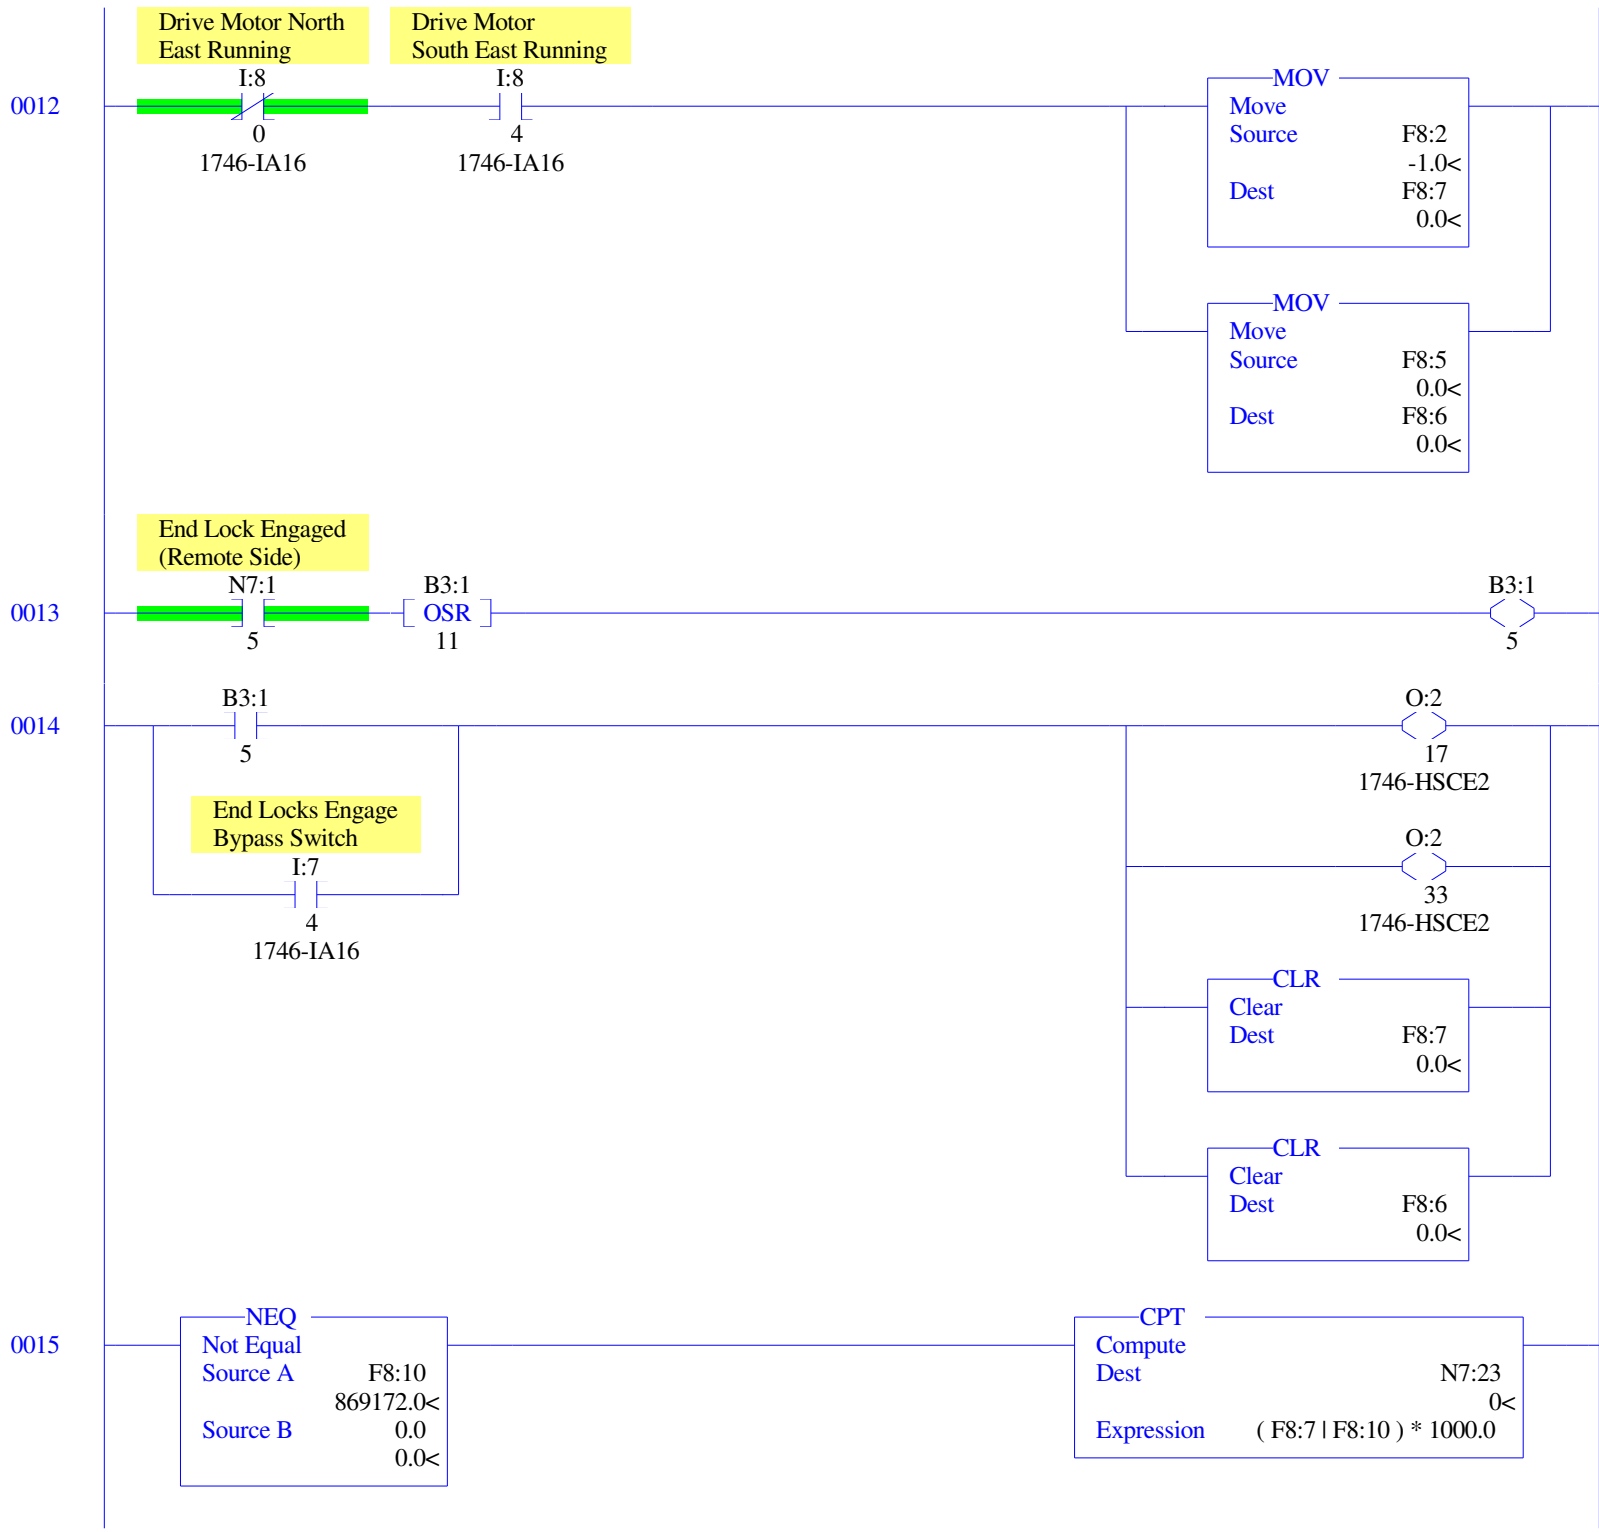 Drive Motor North
East Running
Drive Motor
South East Running
I:8
I:8
0012
0
4
1746-IA16
1746-IA16
MOV
Move
Source F8:2
-1.0<
Dest F8:7
0.0<
MOV
Move
Source F8:5
0.0<
Dest F8:6
0.0<
End Lock Engaged
(Remote Side)
N7:1
B3:1
B3:1
0013
OSR
5
11
5
B3:1
O:2
0014
5
17
1746-HSCE2
End Locks Engage
Bypass Switch
I:7
4
1746-IA16
O:2
33
1746-HSCE2
CLR
Clear
Dest F8:7
0.0<
CLR
Clear
Dest F8:6
0.0<
0015
NEQ
Not Equal
Source A F8:10
869172.0<
Source B 0.0
0.0<
CPT
Compute
Dest N7:23
0<
Expression ( F8:7 | F8:10 ) * 1000.0